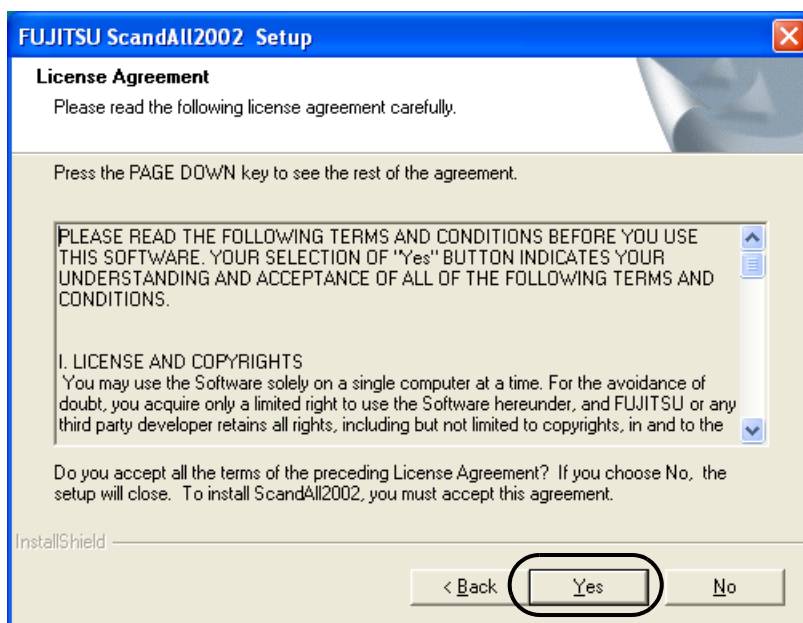 FUJITSU ScandAll2002 Setup
License Agreement
Please read the following license agreement carefully.
Press the PAGE DOWN key to see the rest of the agreement.
PLEASE READ THE FOLLOWING TERMS AND CONDITIONS BEFORE YOU USE
THIS SOFTWARE. YOUR SELECTION OF "Yes" BUTTON INDICATES YOUR
UNDERSTANDING AND ACCEPTANCE OF ALL OF THE FOLLOWING TERMS AND
CONDITIONS.
I. LICENSE AND COPYRIGHTS
You may use the Software solely on a single computer at a time. For the avoidance of
doubt, you acquire only a limited right to use the Software hereunder, and FUJITSU or any
third party developer retains all rights, including but not limited to copyrights, in and to the
Do you accept all the terms of the preceding License Agreement? If you choose No, the
setup will close. To install ScandAll2002, you must accept this agreement.
InstallShield
< Back Yes No